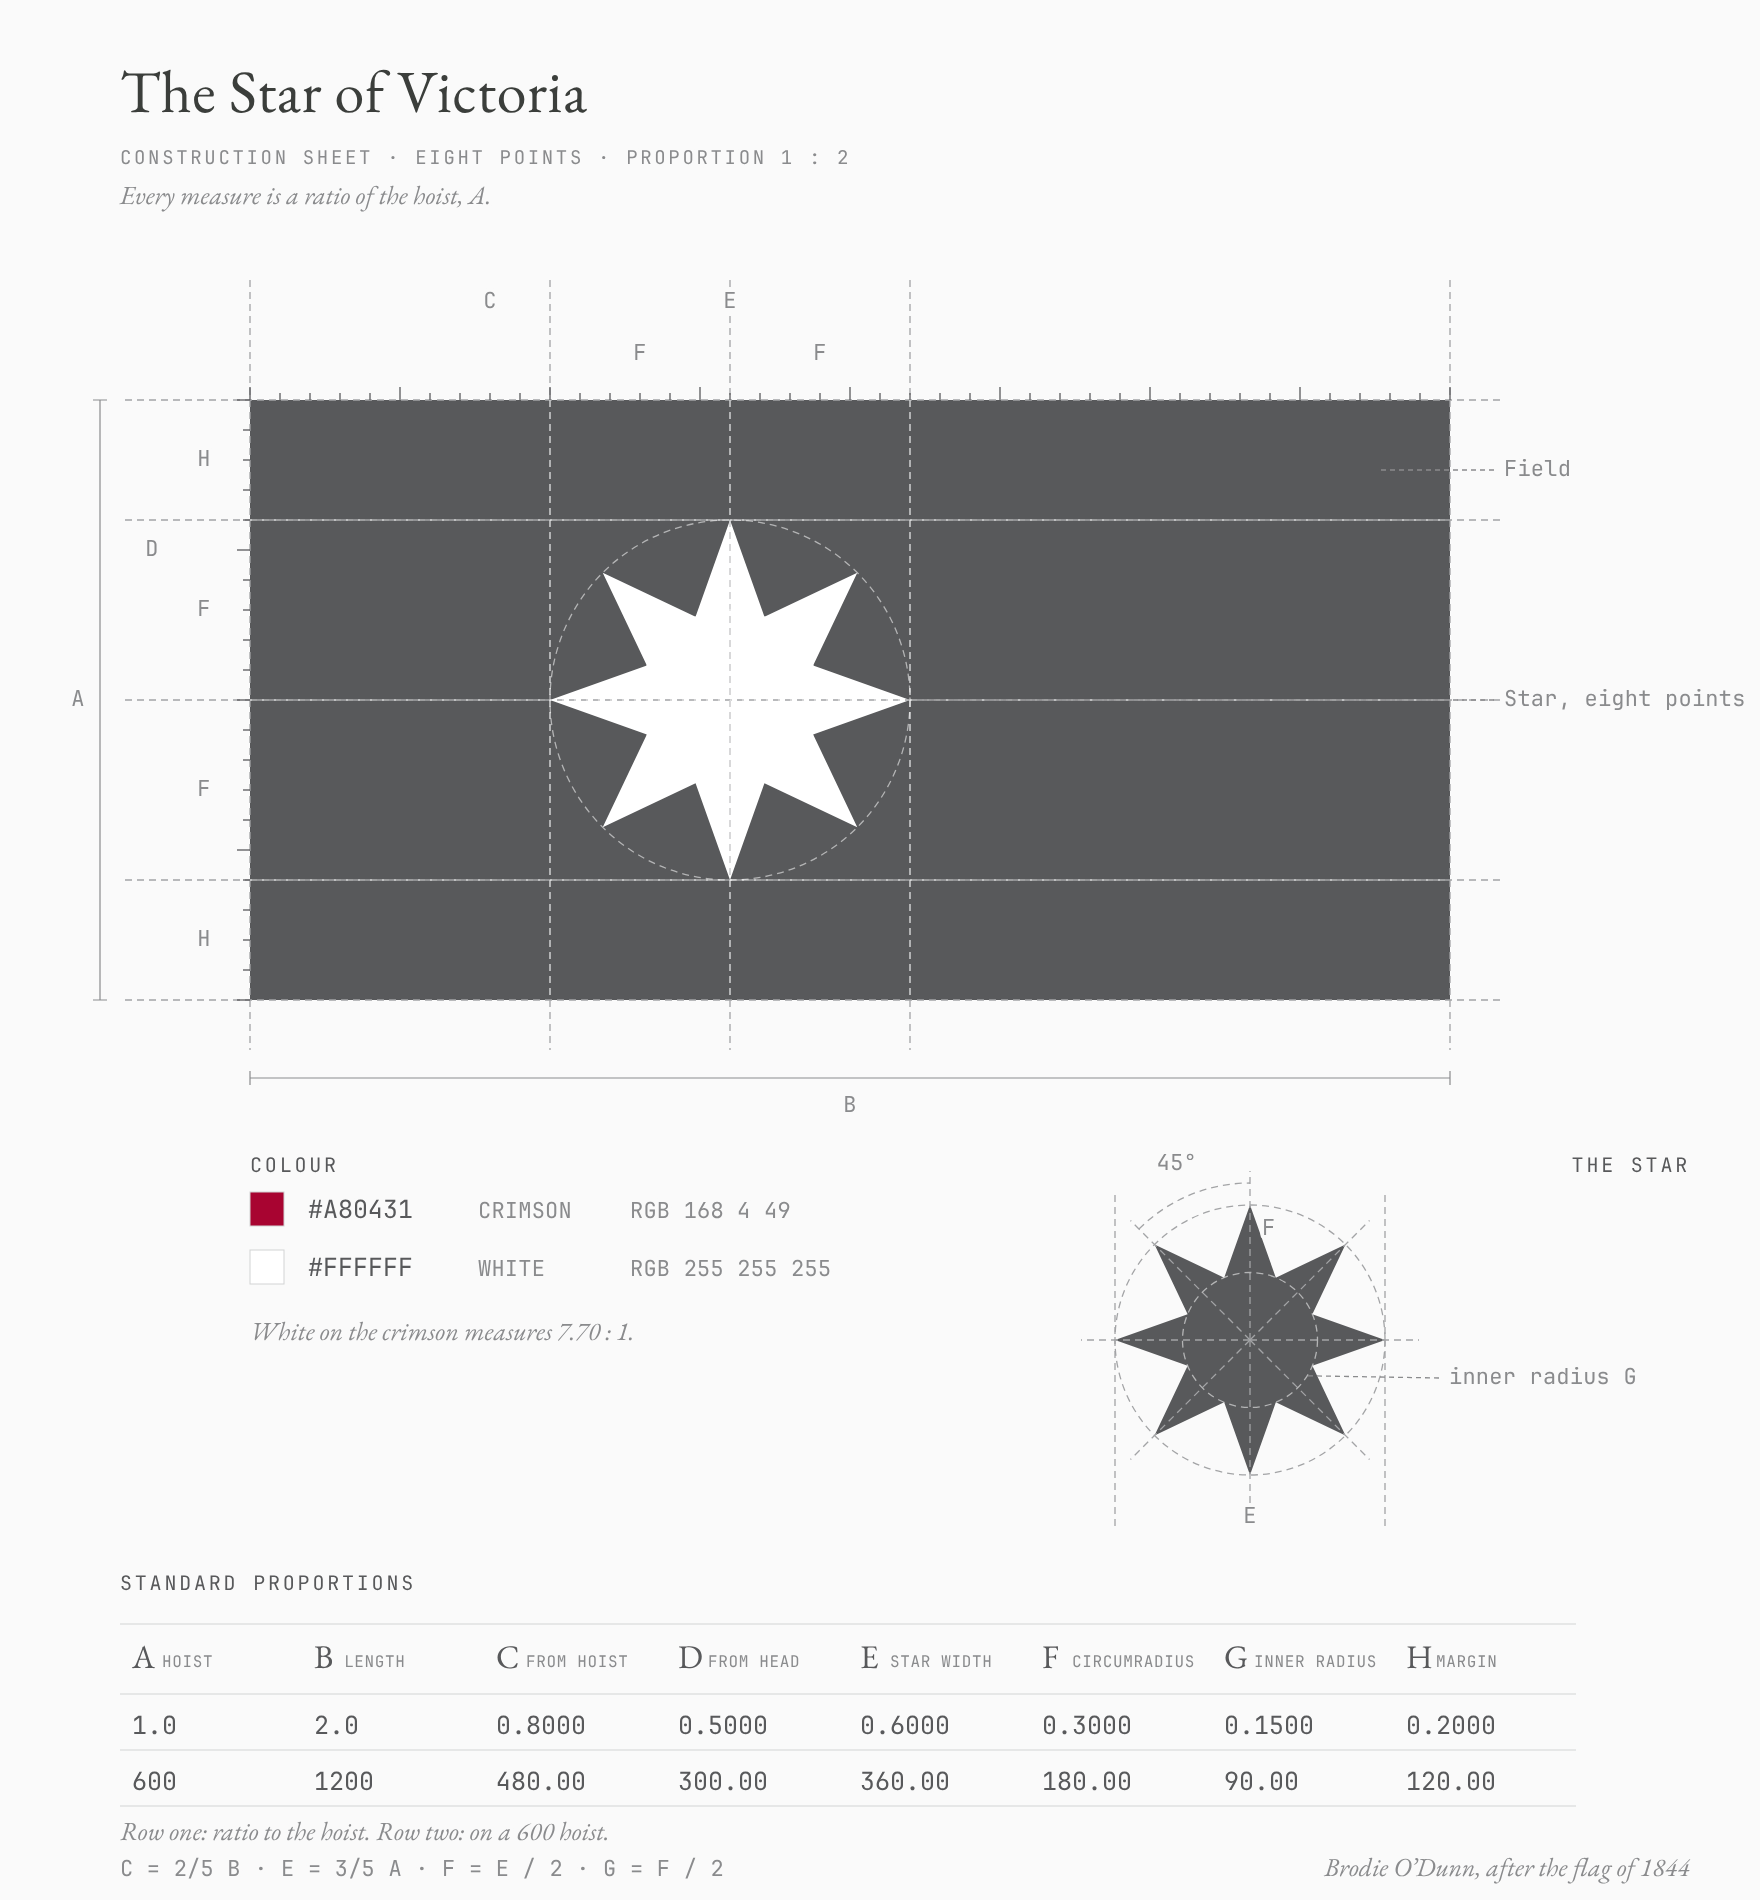 The Star of Victoria
CONSTRUCTION SHEET · EIGHT POINTS · PROPORTION 1 : 2
Every measure is a ratio of the hoist, A.
C
E
F
F
H
Field
D
F
A
Star, eight points
F
H
B
COLOUR
45°
THE STAR
#A80431 CRIMSON RGB 168 4 49
F
#FFFFFF WHITE RGB 255 255 255
White on the crimson measures 7.70 : 1.
inner radius G
E
STANDARD PROPORTIONS
A HOIST B LENGTH C FROM HOIST D FROM HEAD E STAR WIDTH F CIRCUMRADIUS G INNER RADIUS H MARGIN
1.0 2.0 0.8000 0.5000 0.6000 0.3000 0.1500 0.2000
600 1200 480.00 300.00 360.00 180.00 90.00 120.00
Row one: ratio to the hoist. Row two: on a 600 hoist.
C = 2/5 B · E = 3/5 A · F = E / 2 · G = F / 2
Brodie O’Dunn, after the flag of 1844